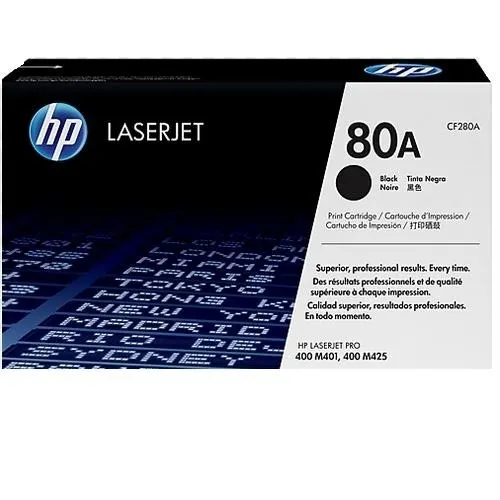 hp
hp
LASERJET
80A
CF280A
Black Tinta Negra
Noire 黑色
Print Cartridge / Cartouche d'Impression /
Cartucho de Impresión / 打印硒鼓
Superior, professional results. Every time.
Des résultats professionnels et de qualité
supérieure à chaque impression.
Calidad superior, resultados profesionales.
En todo momento.
HP LASERJET PRO
400 M401, 400 M425